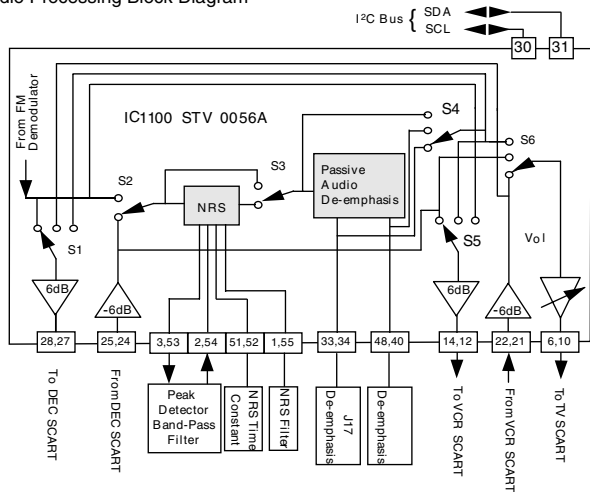 dio Processing Block Diagram
I²C Bus { SDA
SCL
30
31
From FM
Demodulator
IC1100 STV 0056A
S4
S6
S2
S3
NRS
Passive
Audio
De-emphasis
S1
S5
Vol
6dB
-6dB
6dB
-6dB
28,27
25,24
3,53
2,54
51,52
1,55
33,34
48,40
14,12
22,21
6,10
To DEC SCART
From DEC SCART
Peak
Detector
Band-Pass
Filter
NRS Time
Constant
NRS Filter
J17
De-emphasis
De-emphasis
To VCR SCART
From VCR SCART
To TV SCART